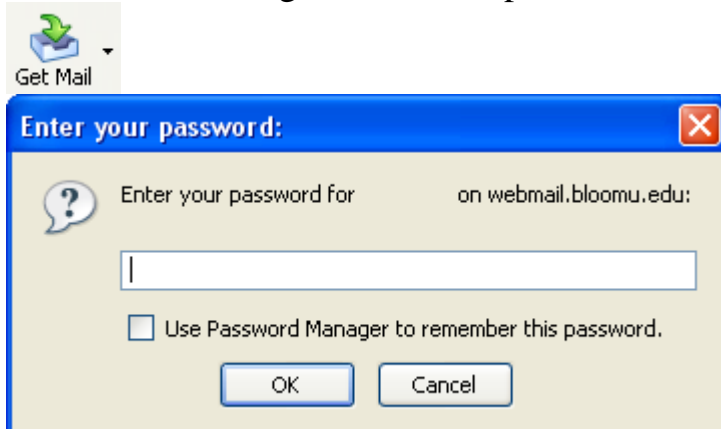 Get Mail
Enter your password:
Enter your password for on webmail.bloomu.edu:
Use Password Manager to remember this password.
OK Cancel